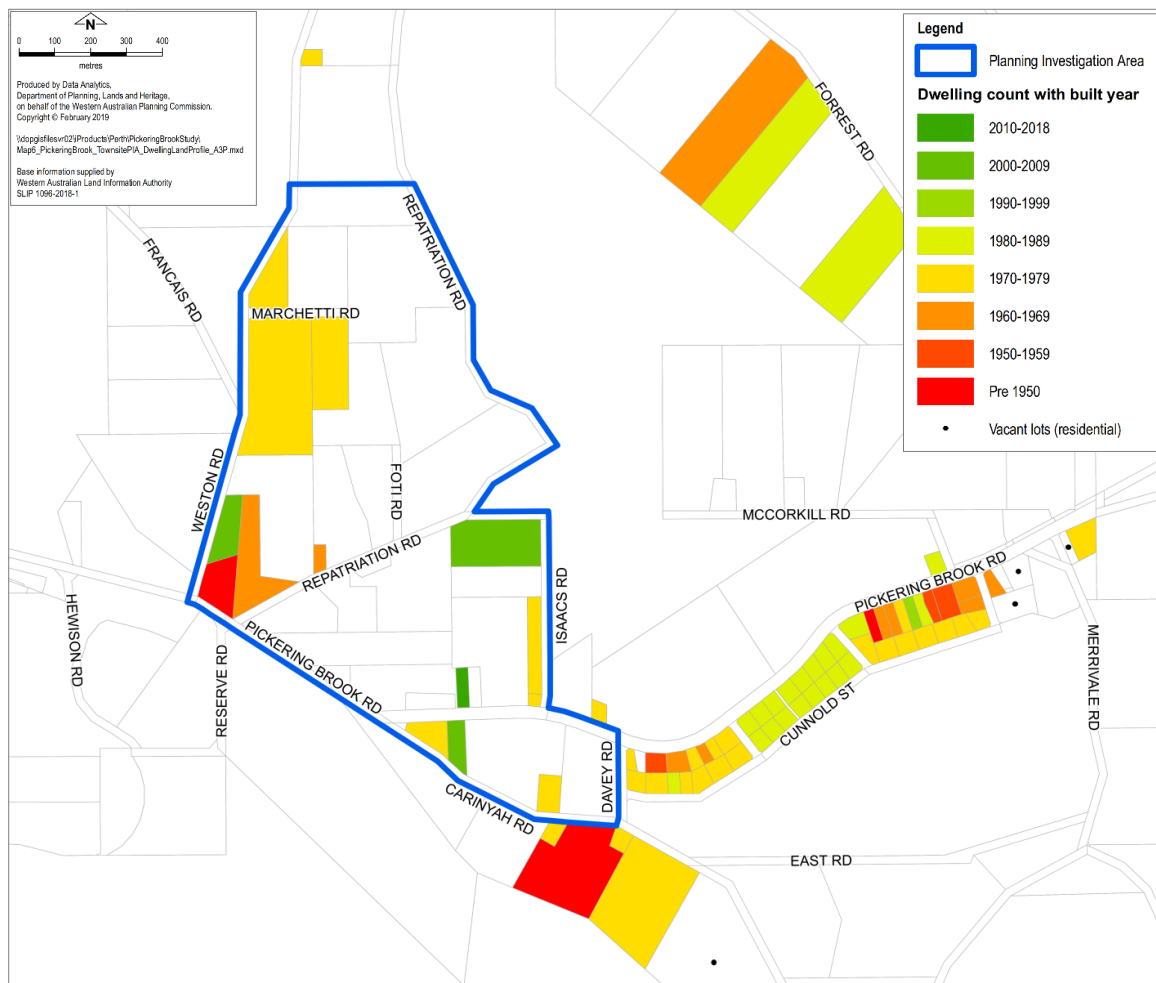 N
0 100 200 300 400
metres
Produced by Data Analytics,
Department of Planning, Lands and Heritage,
on behalf of the Western Australian Planning Commission.
Copyright © February 2019
\\dopgisfilesvr02\IProducts\Perth\PickeringBrookStudy\
Map6_PickeringBrook_TownsitePIA_DwellingLandProfile_A3P.mxd
Base information supplied by
Western Australian Land Information Authority
SLIP 1096-2018-1
Legend
Planning Investigation Area
Dwelling count with built year
2010-2018
2000-2009
1990-1999
1980-1989
1970-1979
1960-1969
1950-1959
Pre 1950
Vacant lots (residential)
FORREST RD
FRANCAIS RD
REPATRIATION RD
MARCHETTI RD
WESTON RD
FOTI RD
MCCORKILL RD
REPATRIATION RD
ISAACS RD
PICKERING BROOK RD
HEWISON RD
RESERVE RD
PICKERING BROOK RD
MERRIVALE RD
CUNNOLD ST
DAVEY RD
CARINYAH RD
EAST RD